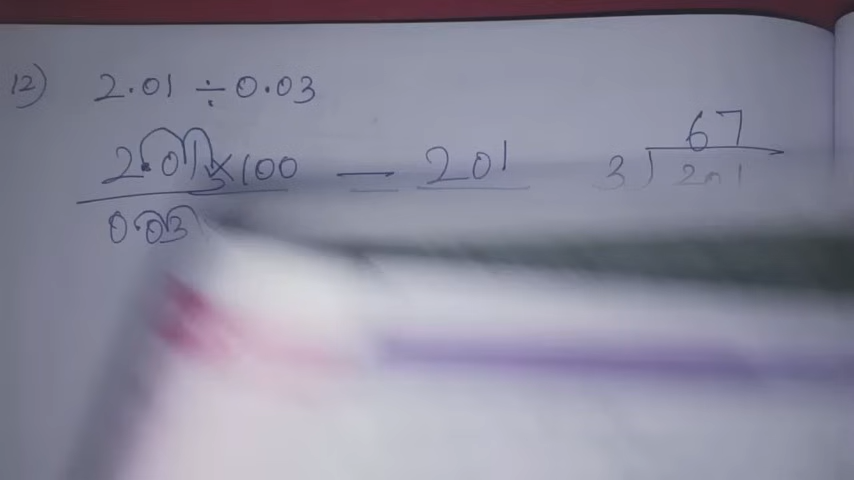 12) 2.01 ÷ 0.03
2.01 × 100 = 201
0.03
67
3) 201